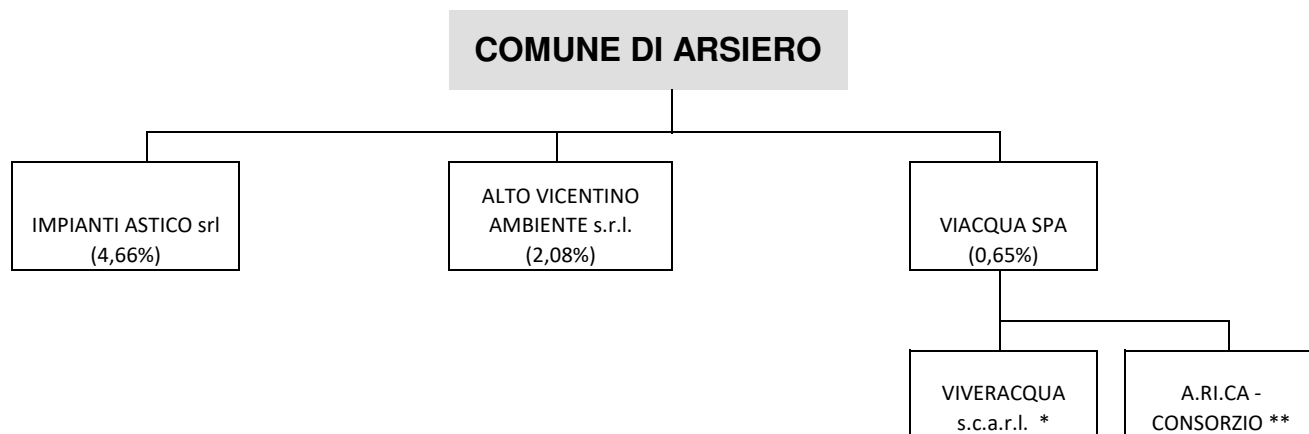 COMUNE DI ARSIERO
IMPIANTI ASTICO srl
(4,66%)
ALTO VICENTINO
AMBIENTE s.r.l.
(2,08%)
VIACQUA SPA
(0,65%)
VIVERACQUA
s.c.a.r.l. *
A.RI.CA -
CONSORZIO **